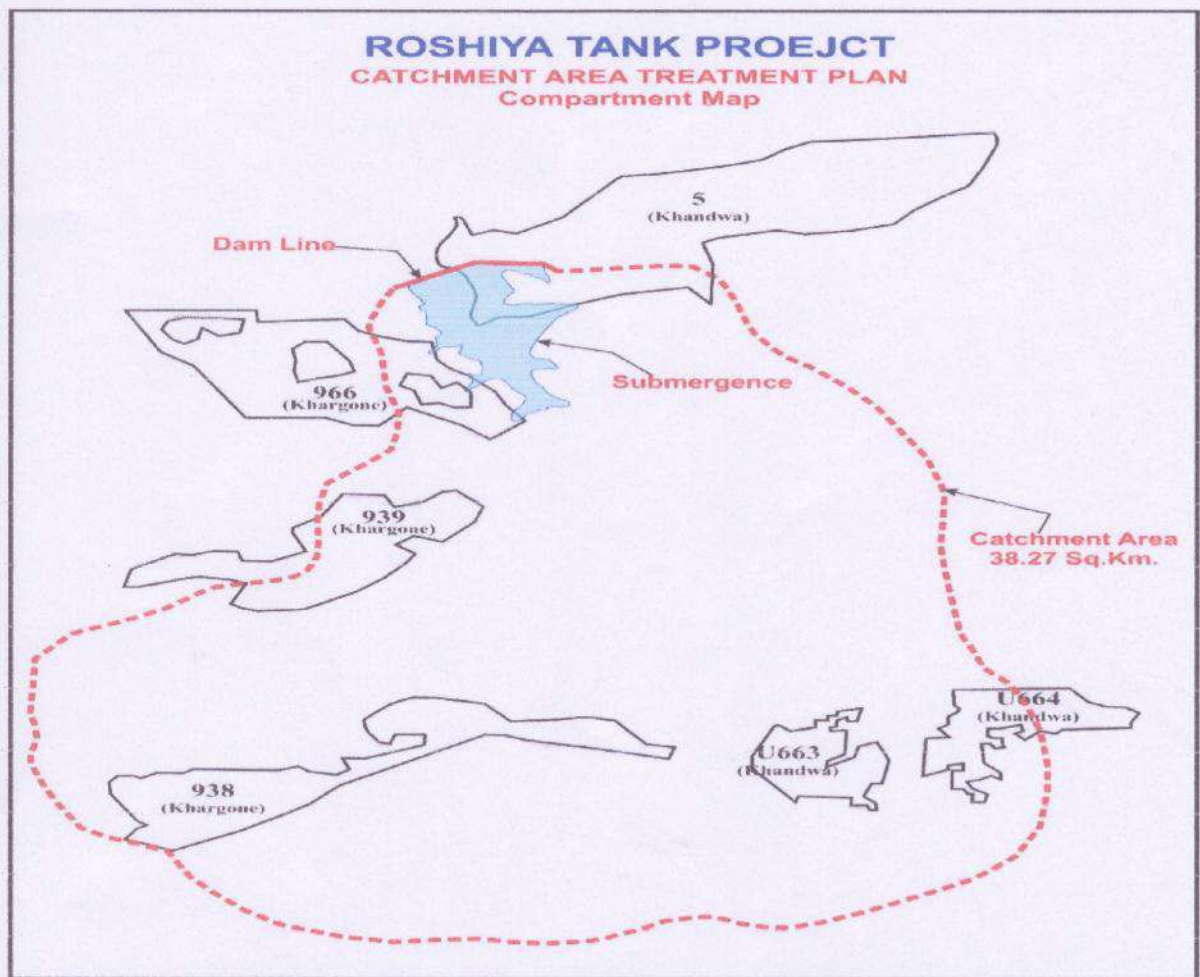 ROSHIYA TANK PROEJCT
CATCHMENT AREA TREATMENT PLAN
Compartment Map
5
(Khandwa)
Dam Line
Submergence
966
(Khargone)
939
(Khargone)
Catchment Area
38.27 Sq.Km.
U664
(Khandwa)
U663
(Khandwa)
938
(Khargone)